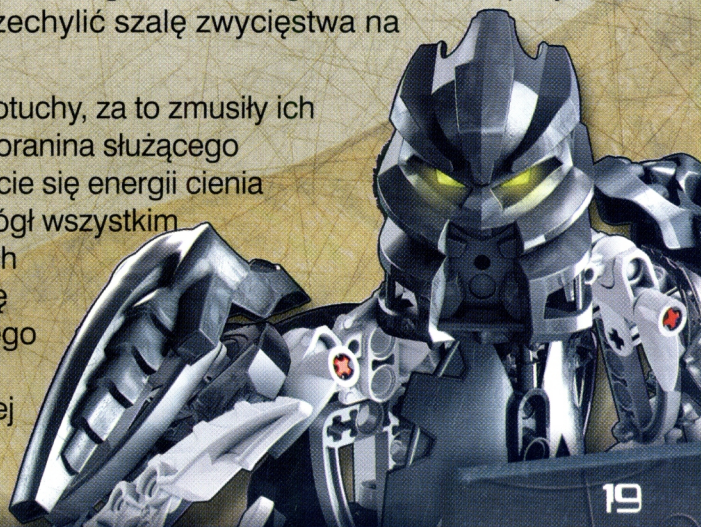 zechylić szalę zwycięstwa na
otuchy, za to zmusiły ich
oranina służącego
cie się energii cienia
ógł wszystkim
h
ę
ego
ej
19